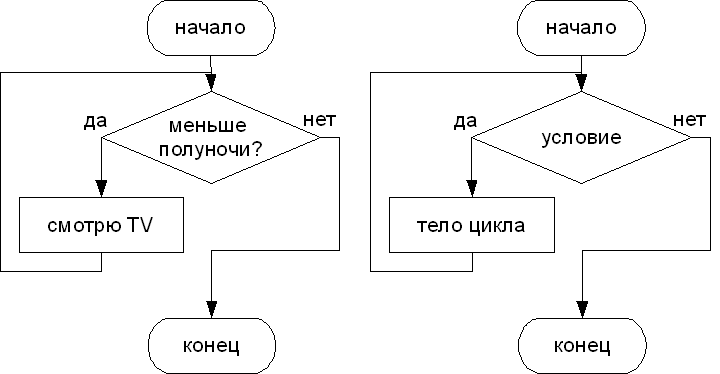 начало
да
нет
меньше
полуночи?
смотрю TV
конец
начало
да
нет
условие
тело цикла
конец